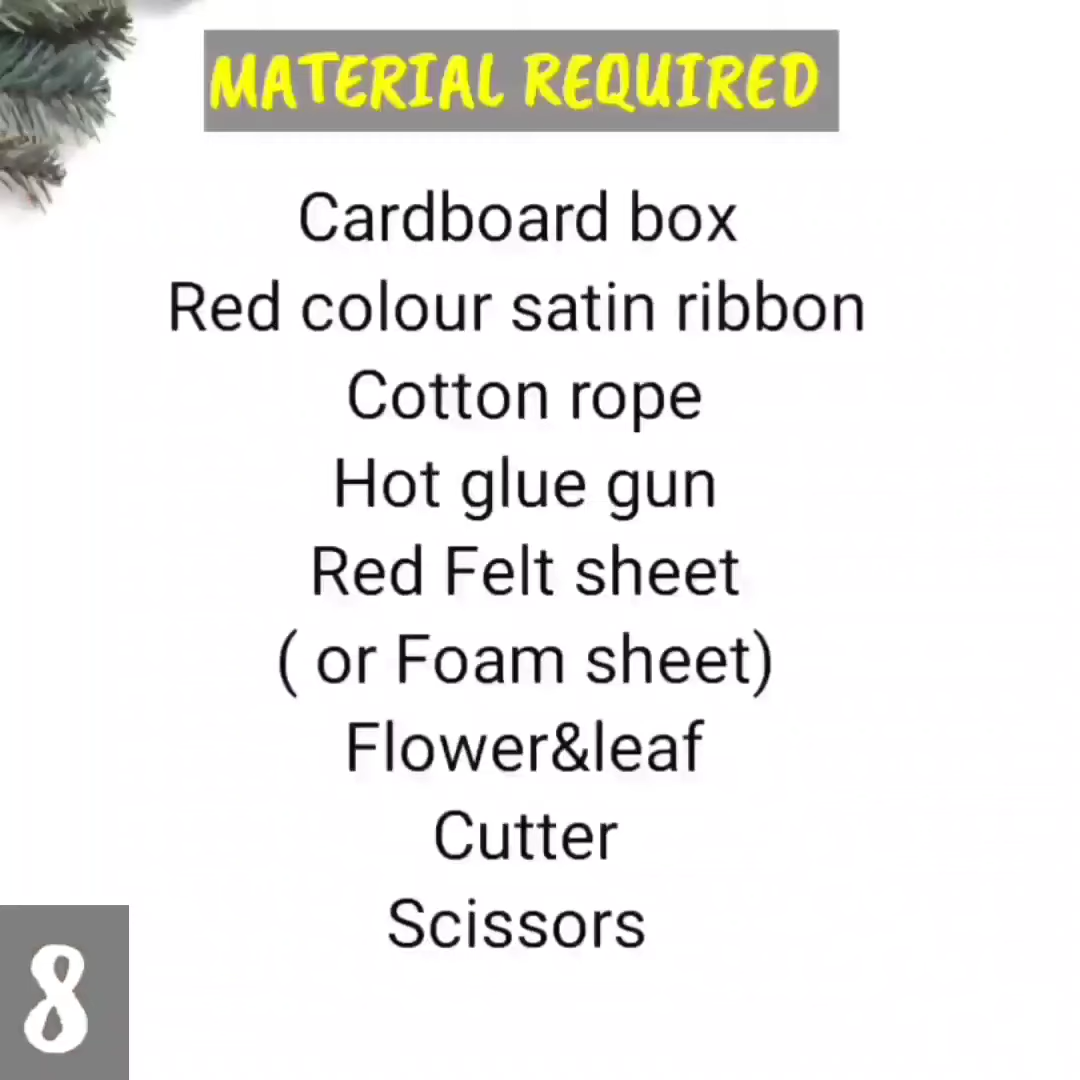 MATERIAL REQUIRED
Cardboard box
Red colour satin ribbon
Cotton rope
Hot glue gun
Red Felt sheet
( or Foam sheet)
Flower&leaf
Cutter
Scissors
8